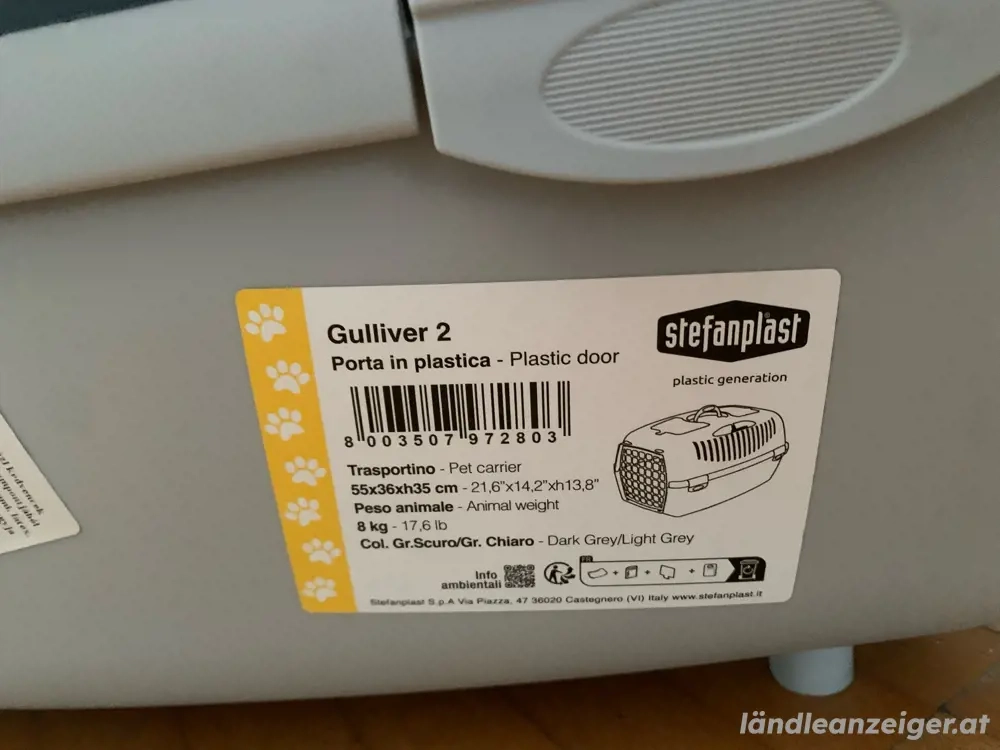 Gulliver 2
Porta in plastica - Plastic door
8 003507 972803
stefanplast
plastic generation
Trasportino - Pet carrier
55x36xh35 cm - 21,6"x14,2"xh13,8"
Peso animale - Animal weight
8 kg - 17,6 lb
Col. Gr.Scuro/Gr. Chiaro - Dark Grey/Light Grey
Info
ambientali
FR
+ + +
Stefanplast S.p.A Via Piazza, 47 36020 Castegnero (VI) Italy www.stefanplast.it
ländleanzeiger.at